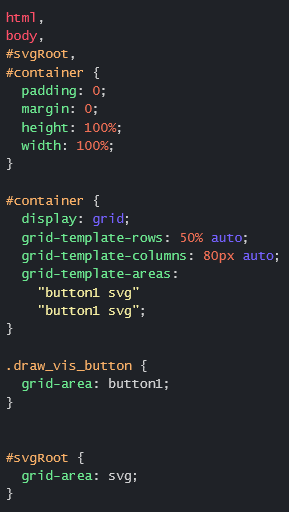 html,
body,
#svgRoot,
#container {
  padding: 0;
  margin: 0;
  height: 100%;
  width: 100%;
}

#container {
  display: grid;
  grid-template-rows: 50% auto;
  grid-template-columns: 80px auto;
  grid-template-areas:
    "button1 svg"
    "button1 svg";
}

.draw_vis_button {
  grid-area: button1;
}


#svgRoot {
  grid-area: svg;
}